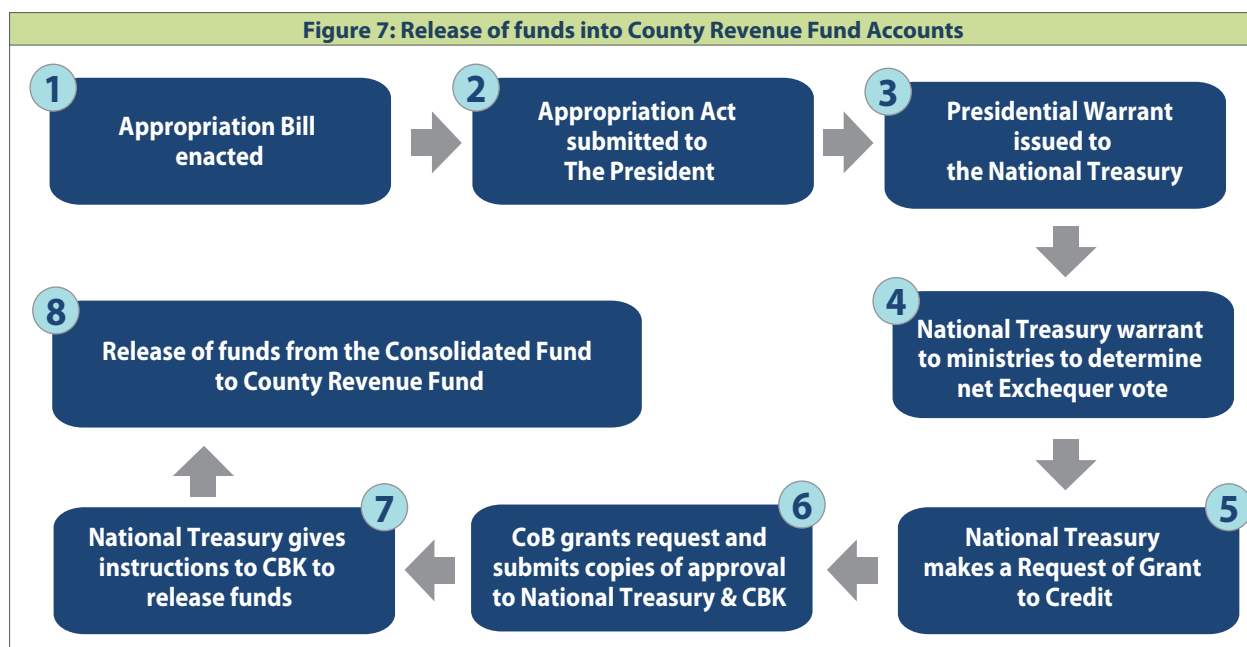 Figure 7: Release of funds into County Revenue Fund Accounts
1
Appropriation Bill
enacted
2
Appropriation Act
submitted to
The President
3
Presidential Warrant
issued to
the National Treasury
4
National Treasury warrant
to ministries to determine
net Exchequer vote
5
National Treasury
makes a Request of Grant
to Credit
6
CoB grants request and
submits copies of approval
to National Treasury & CBK
7
National Treasury gives
instructions to CBK to
release funds
8
Release of funds from the Consolidated Fund
to County Revenue Fund